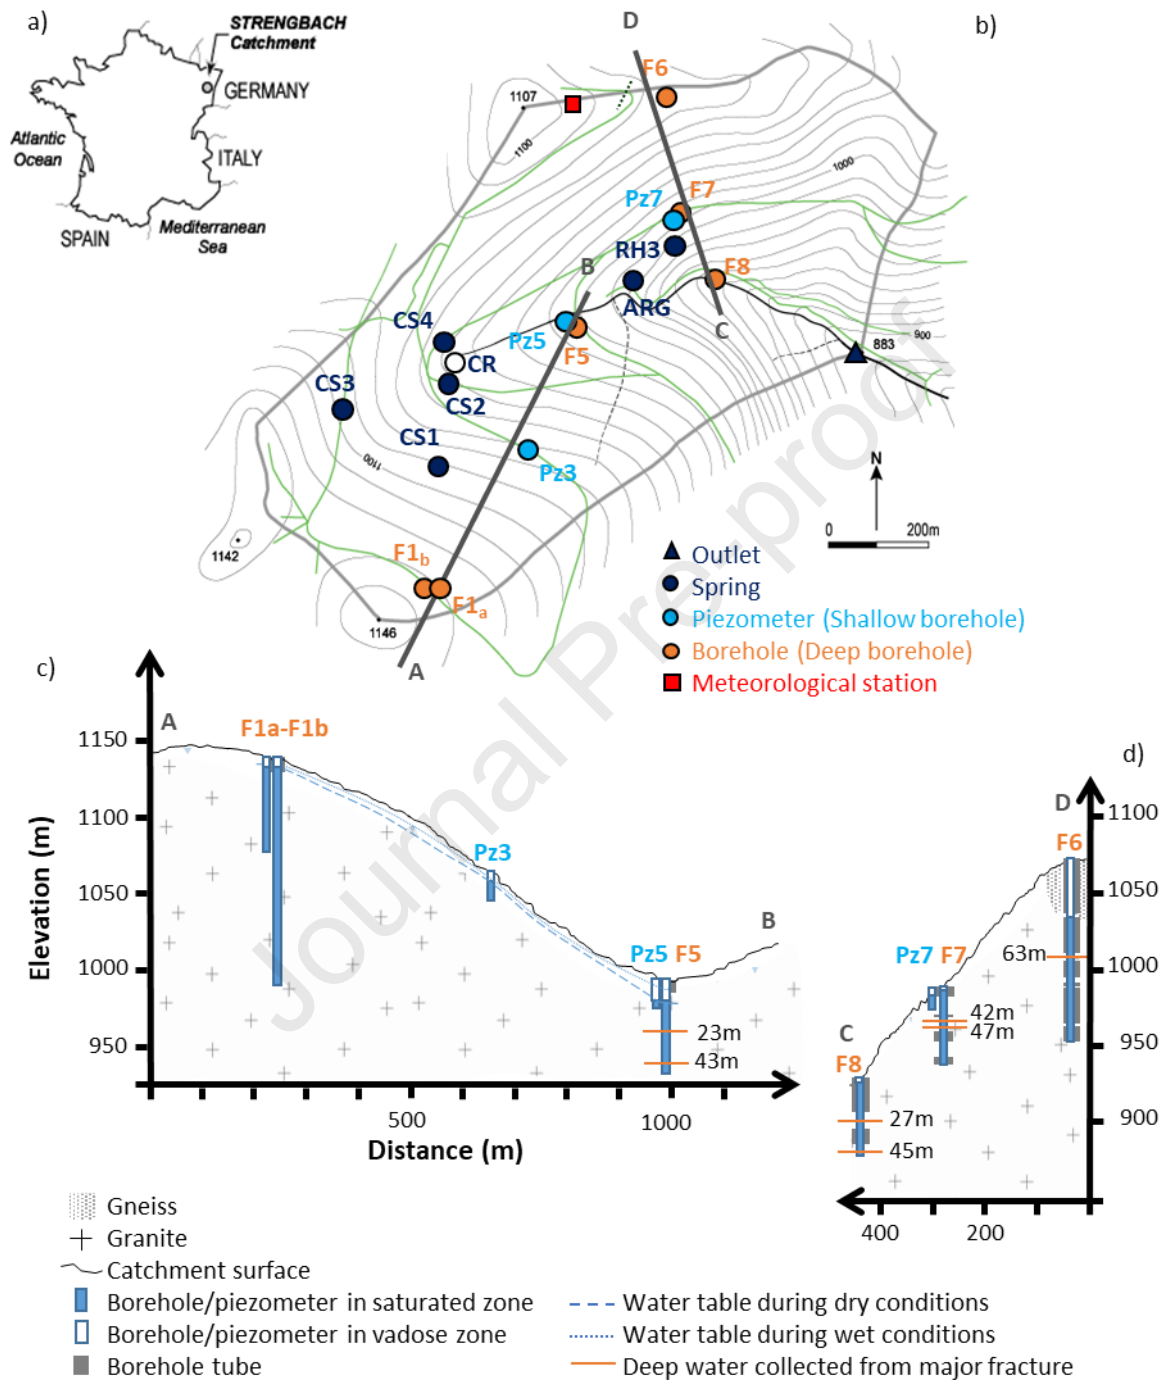 a)
STRENGBACH
Catchment
GERMANY
Atlantic
Ocean
ITALY
SPAIN
Mediterranean
Sea
b)
D
F6
1107
1100
1000
F7
Pz7
RH3
F8
B
ARG
C
CS4
Pz5
F5
CR
900
883
CS3
CS2
CS1
1100
Pz3
N
0 200m
1142
F1b
F1a
1146
A
Outlet
Spring
Piezometer (Shallow borehole)
Borehole (Deep borehole)
Meteorological station
Journal Pre-proof
c)
A
F1a-F1b
1150
1100
1050
1000
950
Elevation (m)
Pz3
B
Pz5 F5
23m
43m
500
1000
Distance (m)
d)
D
1100
F6
1050
63m
1000
Pz7 F7
42m
47m
950
C
F8
27m
900
45m
400
200
Gneiss
Granite
Catchment surface
Borehole/piezometer in saturated zone
Borehole/piezometer in vadose zone
Borehole tube
Water table during dry conditions
Water table during wet conditions
Deep water collected from major fracture